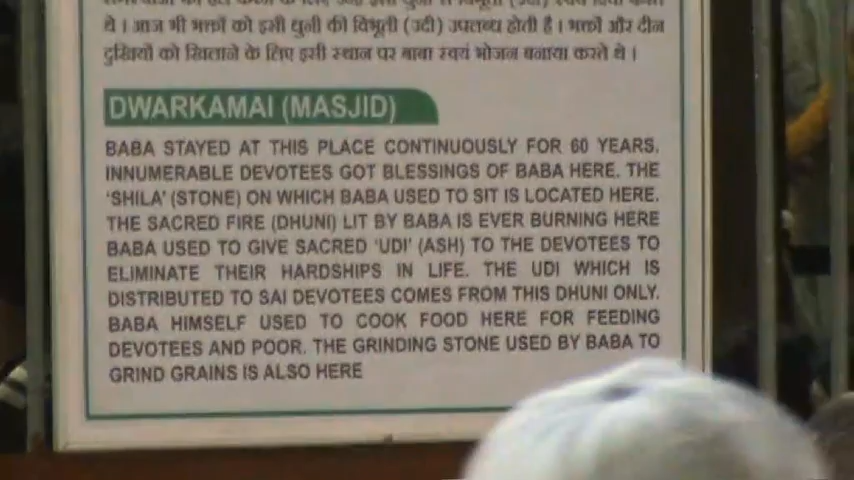 थे । आज भी भक्तों को इसी धुनी की विभूती (उदी) उपलब्ध होती है । भक्तों और दीन
दुखियों को खिलाने के लिए इसी स्थान पर बाबा स्वयं भोजन बनाया करते थे ।
DWARKAMAI (MASJID)
BABA STAYED AT THIS PLACE CONTINUOUSLY FOR 60 YEARS.
INNUMERABLE DEVOTEES GOT BLESSINGS OF BABA HERE. THE
'SHILA' (STONE) ON WHICH BABA USED TO SIT IS LOCATED HERE.
THE SACRED FIRE (DHUNI) LIT BY BABA IS EVER BURNING HERE
BABA USED TO GIVE SACRED 'UDI' (ASH) TO THE DEVOTEES TO
ELIMINATE THEIR HARDSHIPS IN LIFE. THE UDI WHICH IS
DISTRIBUTED TO SAI DEVOTEES COMES FROM THIS DHUNI ONLY.
BABA HIMSELF USED TO COOK FOOD HERE FOR FEEDING
DEVOTEES AND POOR. THE GRINDING STONE USED BY BABA TO
GRIND GRAINS IS ALSO HERE